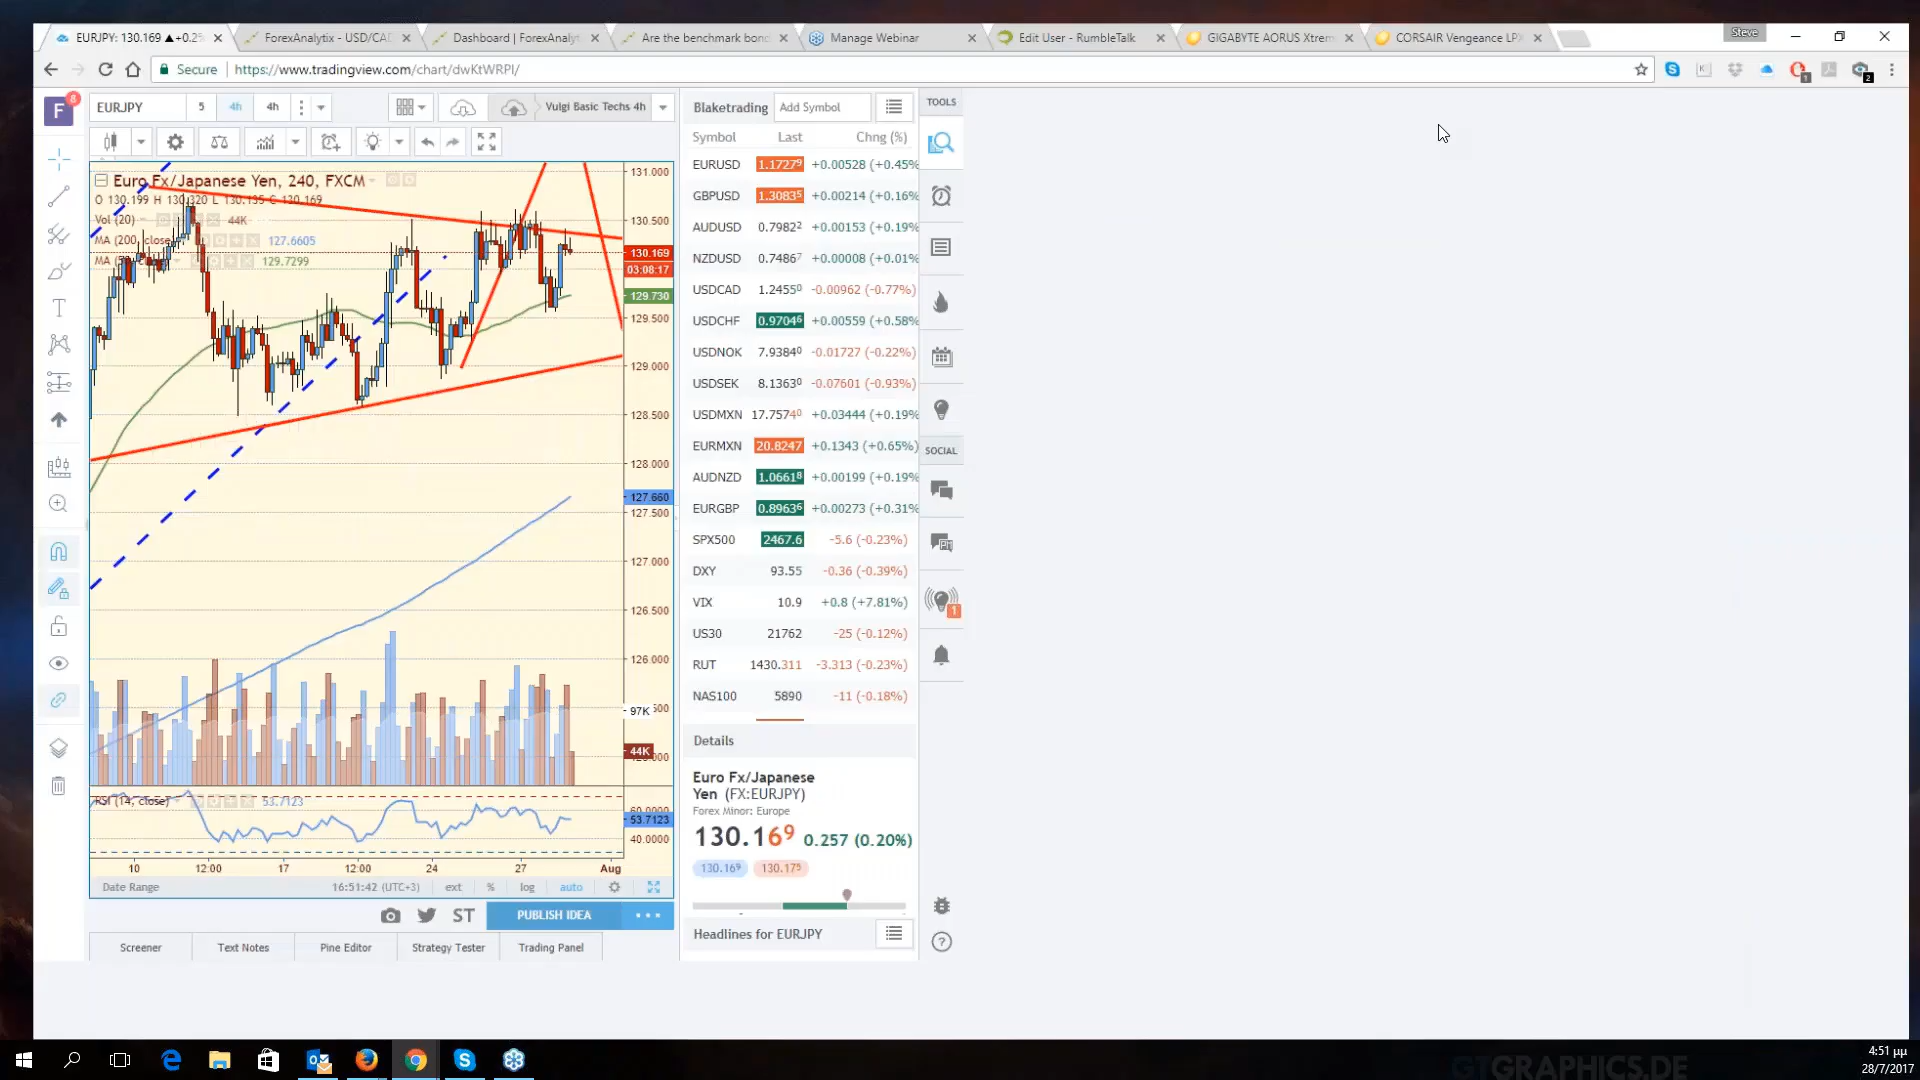 EURJPY: 130.169 ▲+0.2%
ForexAnalytix - USD/CAD
Dashboard | ForexAnalyt
Are the benchmark bond
Manage Webinar
Edit User - RumbleTalk
GIGABYTE AORUS Xtrem
CORSAIR Vengeance LPX
Steve
Secure | https://www.tradingview.com/chart/dwKtWRPI/
F 8
EURJPY 5 4h 4h
Vulgi Basic Techs 4h
Blaketrading Add Symbol
TOOLS
Symbol Last Chng (%)
Euro Fx/Japanese Yen, 240, FXCM
O 130.199 H 130.320 L 130.135 C 130.169
Vol (20) 44K
MA (200, close) 127.6605
129.7299
131.000
130.500
130.169
03:08:17
129.730
129.500
129.000
128.500
128.000
127.660
127.500
127.000
126.500
126.000
97K
44K
RSI (14, close) 53.7123
60.0000
53.7123
40.0000
10 12:00 17 12:00 24 27 Aug
Date Range 16:51:42 (UTC+3) ext % log auto
ST PUBLISH IDEA
Screener Text Notes Pine Editor Strategy Tester Trading Panel
EURUSD 1.17279 +0.00528 (+0.45%
GBPUSD 1.30835 +0.00214 (+0.16%
AUDUSD 0.79822 +0.00153 (+0.19%
NZDUSD 0.74867 +0.00008 (+0.01%
USDCAD 1.24550 -0.00962 (-0.77%)
USDCHF 0.97046 +0.00559 (+0.58%
USDNOK 7.93840 -0.01727 (-0.22%)
USDSEK 8.13630 -0.07601 (-0.93%)
USDMXN 17.75740 +0.03444 (+0.19%
EURMXN 20.8247 +0.1343 (+0.65%)
AUDNZD 1.06618 +0.00199 (+0.19%
EURGBP 0.89636 +0.00273 (+0.31%
SPX500 2467.6 -5.6 (-0.23%)
DXY 93.55 -0.36 (-0.39%)
VIX 10.9 +0.8 (+7.81%)
US30 21762 -25 (-0.12%)
RUT 1430.311 -3.313 (-0.23%)
NAS100 5890 -11 (-0.18%)
SOCIAL
1
Details
Euro Fx/Japanese
Yen (FX:EURJPY)
Forex Minor: Europe
130.169 0.257 (0.20%)
130.169 130.175
Headlines for EURJPY
GTGRAPHICS.DE
4:51 μμ
28/7/2017